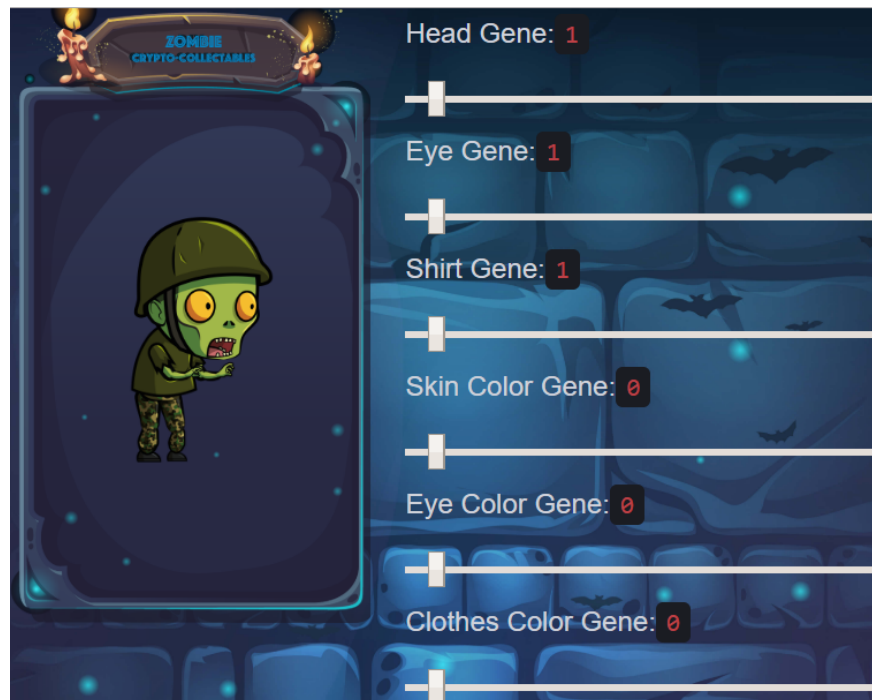 ZOMBIE
CRYPTO-COLLECTABLES
Head Gene: 1
Eye Gene: 1
Shirt Gene: 1
Skin Color Gene: 0
Eye Color Gene: 0
Clothes Color Gene: 0